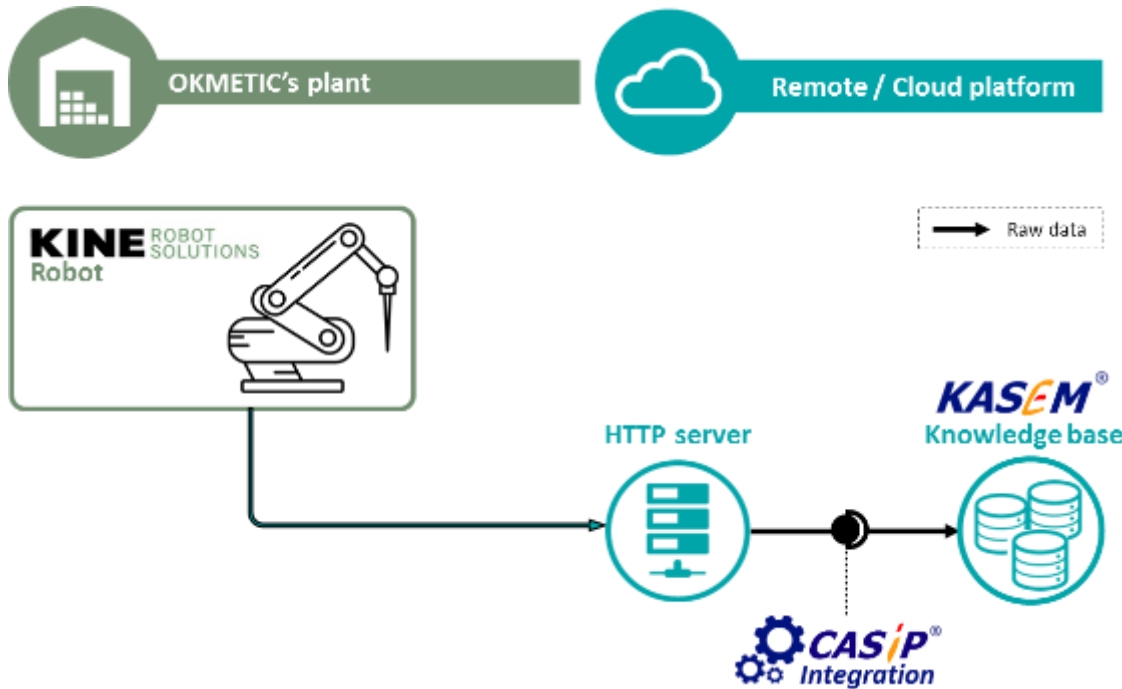 OKMETIC's plant
Remote / Cloud platform
KINE ROBOT SOLUTIONS
Robot
Raw data
KASEM®
Knowledge base
HTTP server
CASiP®
Integration